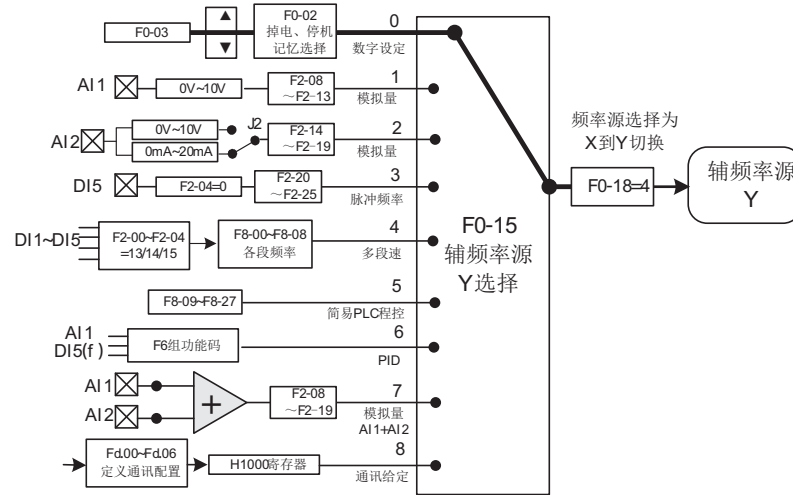 F0-03
▲
▼
F0-02
掉电、停机
记忆选择
0
数字设定
AI1
0V~10V
F2-08
～F2-13
1
模拟量
AI2
0V~10V
0mA~20mA
J2
F2-14
～F2-19
2
模拟量
DI5
F2-04=0
F2-20
～F2-25
3
脉冲频率
DI1~DI5
F2-00~F2-04
=13/14/15
F8-00~F8-08
各段频率
4
多段速
F8-09~F8-27
5
简易PLC程控
AI1
DI5(f)
F6组功能码
6
PID
AI1
AI2
+
F2-08
～F2-19
7
模拟量
AI1+AI2
Fd.00~Fd.06
定义通讯配置
H1000寄存器
8
通讯给定
F0-15
辅频率源
Y选择
频率源选择为
X到Y切换
F0-18=4
辅频率源
Y